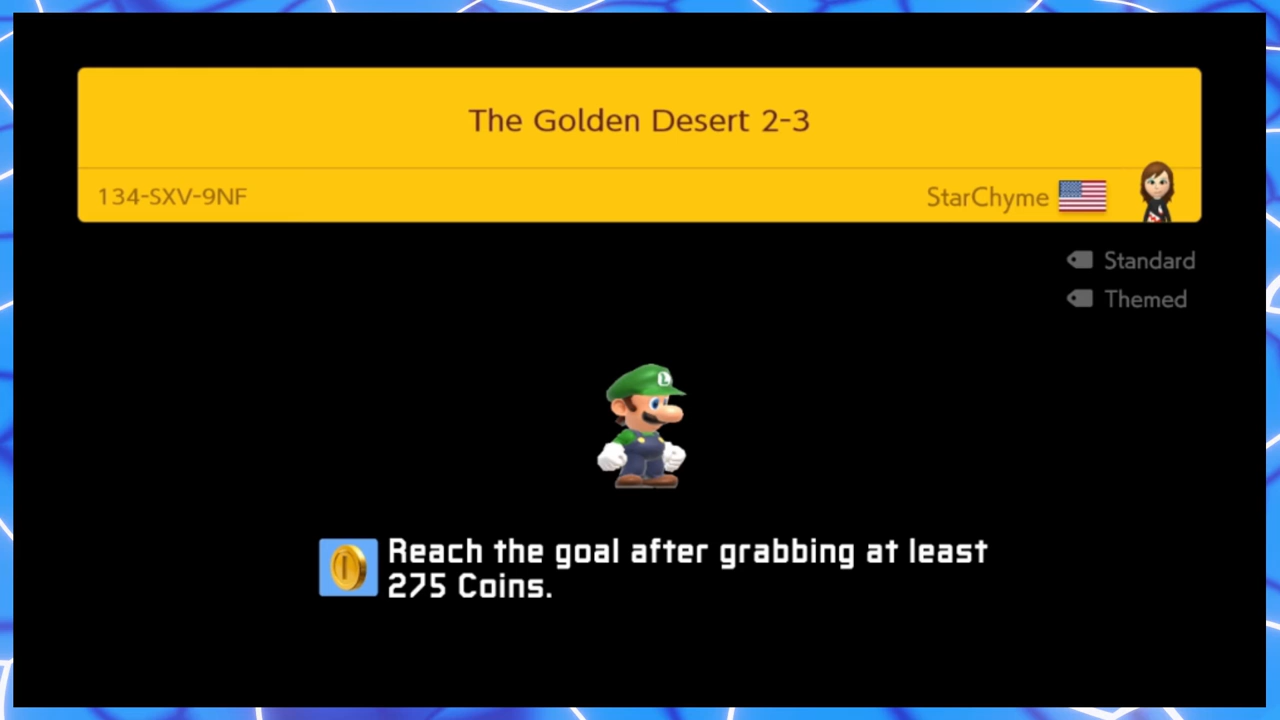 The Golden Desert 2-3
134-SXV-9NF
StarChyme
Standard
Themed
L
Reach the goal after grabbing at least
275 Coins.